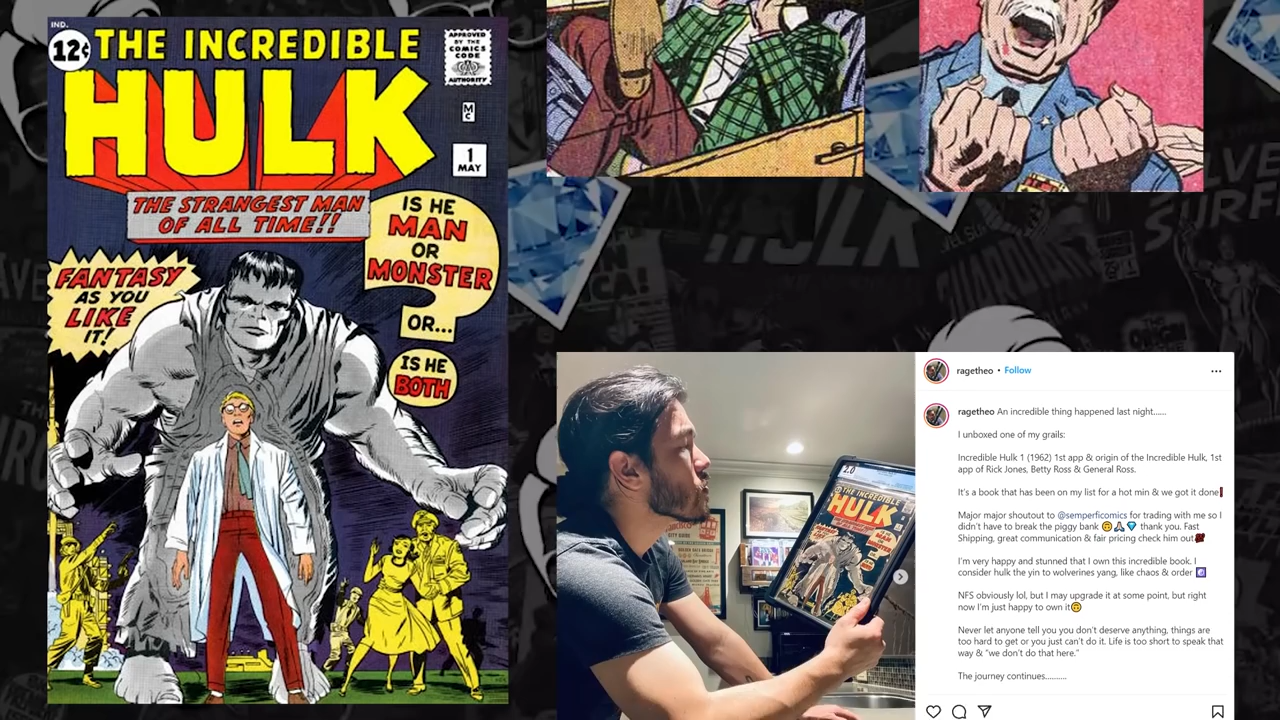 IND.
12¢
THE INCREDIBLE
HULK
APPROVED
BY THE
COMICS
CODE
AUTHORITY
MC
1
MAY
THE STRANGEST MAN
OF ALL TIME!!
IS HE
MAN
OR
MONSTER
?
OR...
IS HE
BOTH
FANTASY
AS YOU
LIKE
IT!
HULK
SURF
2.0
THE INCREDIBLE
HULK
ragetheo • Follow
ragetheo An incredible thing happened last night......
I unboxed one of my grails:
Incredible Hulk 1 (1962) 1st app & origin of the Incredible Hulk, 1st
app of Rick Jones, Betty Ross & General Ross.
It's a book that has been on my list for a hot min & we got it done
Major major shoutout to @semperficomics for trading with me so I
didn't have to break the piggy bank 🙃🙏💎 thank you. Fast
Shipping, great communication & fair pricing check him out
I'm very happy and stunned that I own this incredible book. I
consider hulk the yin to wolverines yang, like chaos & order
NFS obviously lol, but I may upgrade it at some point, but right
now I'm just happy to own it🙃
Never let anyone tell you you don't deserve anything, things are
too hard to get or you just can't do it. Life is too short to speak that
way & "we don't do that here."
The journey continues..........